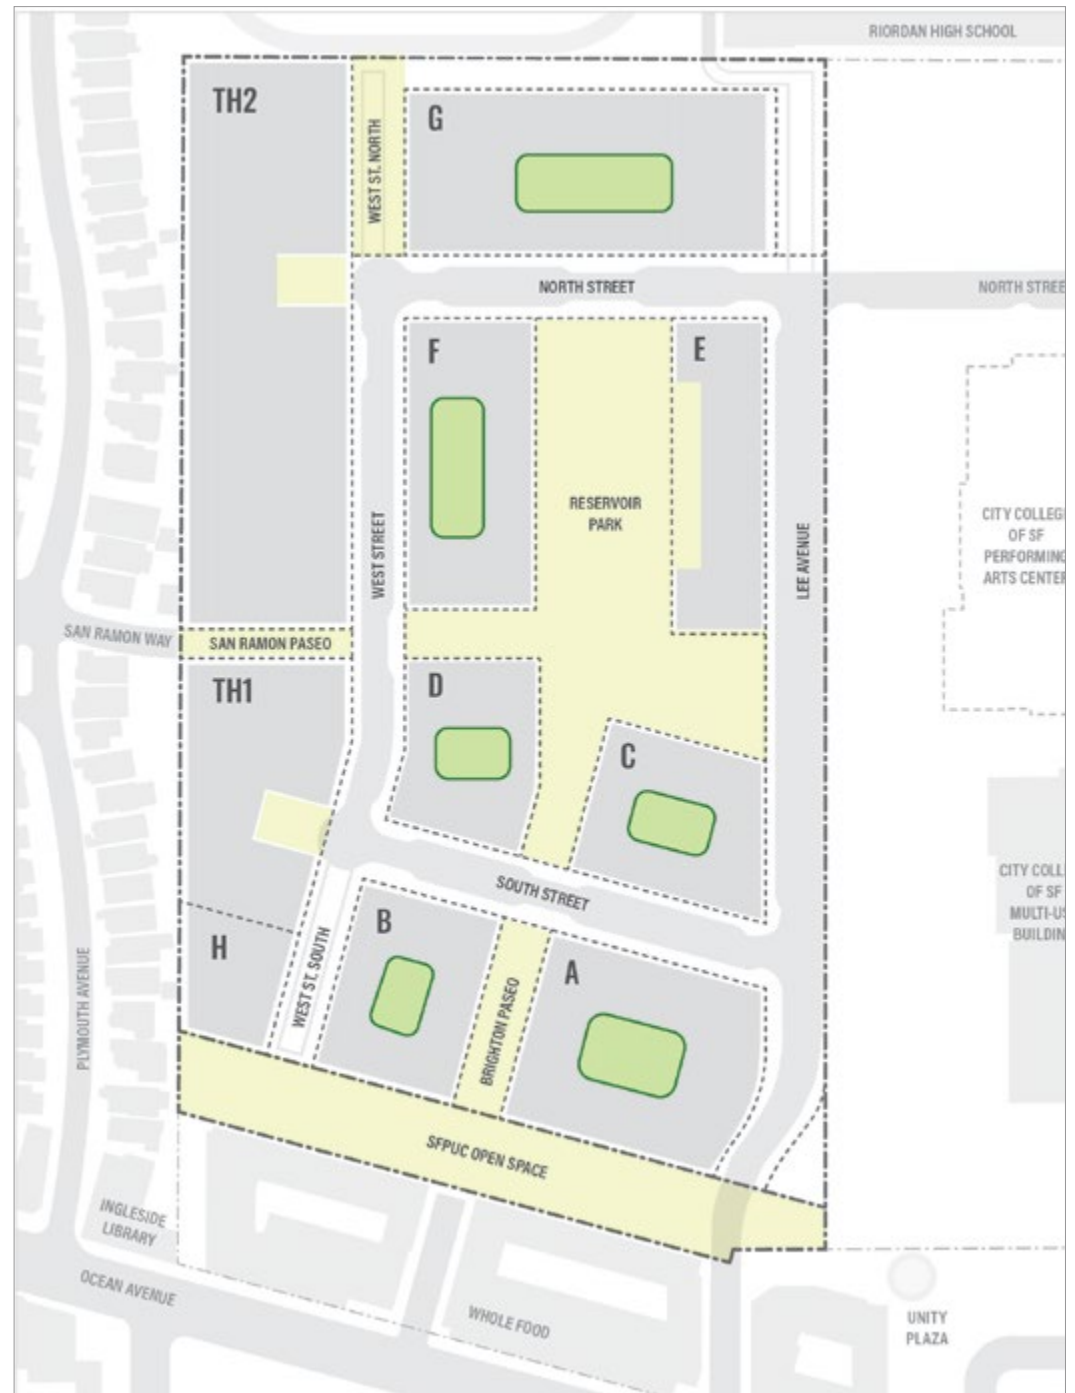 RIORDAN HIGH SCHOOL
TH2
G
WEST ST. NORTH
NORTH STREET
NORTH STREE
F
E
RESERVOIR
PARK
WEST STREET
LEE AVENUE
CITY COLLEG
OF SF
PERFORMING
ARTS CENTER
SAN RAMON WAY
SAN RAMON PASEO
TH1
D
C
CITY COLL
OF SF
MULTI-US
BUILDIN
SOUTH STREET
B
H
A
WEST ST. SOUTH
BRIGHTON PASEO
PLYMOUTH AVENUE
SFPUC OPEN SPACE
INGLESIDE
LIBRARY
OCEAN AVENUE
WHOLE FOOD
UNITY
PLAZA